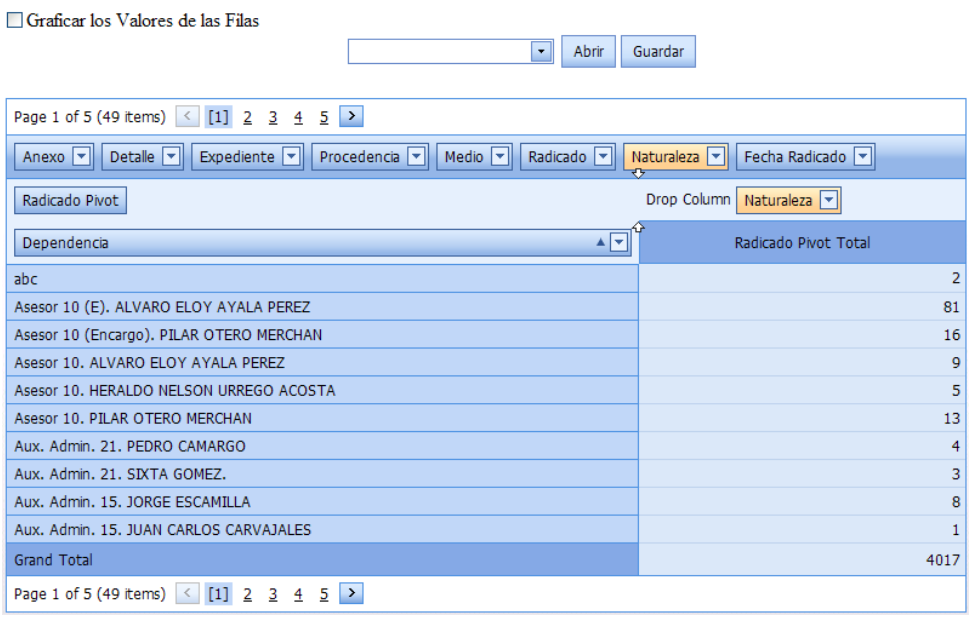 Graficar los Valores de las Filas
Abrir Guardar
Page 1 of 5 (49 items) < [1] 2 3 4 5 >
Anexo Detalle Expediente Procedencia Medio Radicado Naturaleza Fecha Radicado
Radicado Pivot Drop Column Naturaleza
Dependencia Radicado Pivot Total
abc 2
Asesor 10 (E). ALVARO ELOY AYALA PEREZ 81
Asesor 10 (Encargo). PILAR OTERO MERCHAN 16
Asesor 10. ALVARO ELOY AYALA PEREZ 9
Asesor 10. HERALDO NELSON URREGO ACOSTA 5
Asesor 10. PILAR OTERO MERCHAN 13
Aux. Admin. 21. PEDRO CAMARGO 4
Aux. Admin. 21. SIXTA GOMEZ. 3
Aux. Admin. 15. JORGE ESCAMILLA 8
Aux. Admin. 15. JUAN CARLOS CARVAJALES 1
Grand Total 4017
Page 1 of 5 (49 items) < [1] 2 3 4 5 >